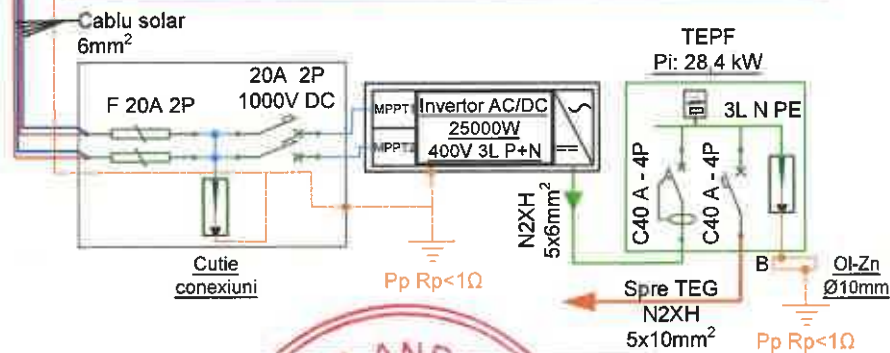 Cablu solar
6mm²
F 20A 2P
20A 2P
1000V DC
Cutie
conexiuni
MPPT1
MPPT2
Invertor AC/DC
25000W
400V 3L P+N
Pp Rp<1Ω
N2XH
5x6mm²
TEPF
Pi: 28,4 kW
3L N PE
C40 A - 4P
C40 A - 4P
B
Ol-Zn
Ø10mm
Spre TEG
N2XH
5x10mm²
Pp Rp<1Ω
AND